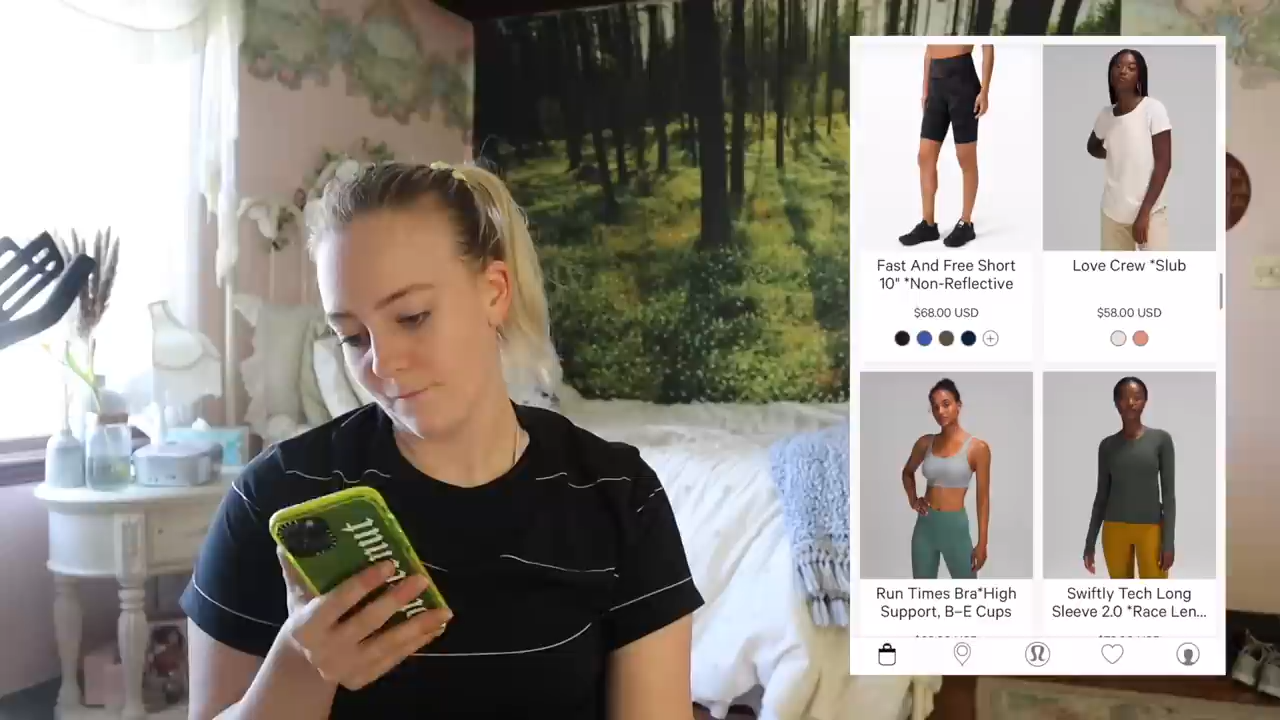 Fast And Free Short
10" *Non-Reflective
$68.00 USD
Love Crew *Slub
$58.00 USD
Run Times Bra*High
Support, B–E Cups
Swiftly Tech Long
Sleeve 2.0 *Race Len...